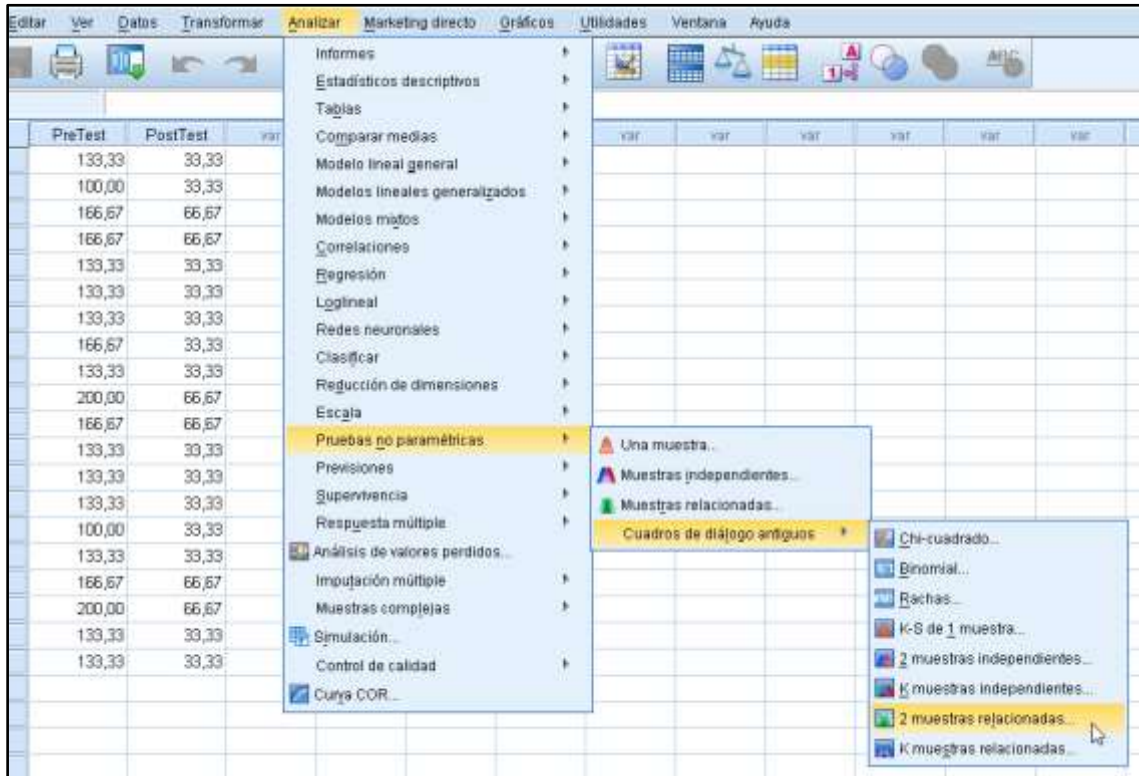 Editar Ver Datos Transformar Analizar Marketing directo Gráficos Utilidades Ventana Ayuda
PreTest PostTest var var var var var var var
133,33 33,33
100,00 33,33
166,67 66,67
166,67 66,67
133,33 33,33
133,33 33,33
133,33 33,33
166,67 33,33
133,33 33,33
200,00 66,67
166,67 66,67
133,33 33,33
133,33 33,33
133,33 33,33
100,00 33,33
133,33 33,33
166,67 66,67
200,00 66,67
133,33 33,33
133,33 33,33
Informes
Estadísticos descriptivos
Tablas
Comparar medias
Modelo lineal general
Modelos lineales generalizados
Modelos mixtos
Correlaciones
Regresión
Loglineal
Redes neuronales
Clasificar
Reducción de dimensiones
Escala
Pruebas no paramétricas
Previsiones
Supervivencia
Respuesta múltiple
Análisis de valores perdidos...
Imputación múltiple
Muestras complejas
Simulación...
Control de calidad
Curva COR...
Una muestra...
Muestras independientes...
Muestras relacionadas...
Cuadros de diálogo antiguos
Chi-cuadrado...
Binomial...
Rachas...
K-S de 1 muestra...
2 muestras independientes...
K muestras independientes...
2 muestras relacionadas...
K muestras relacionadas...